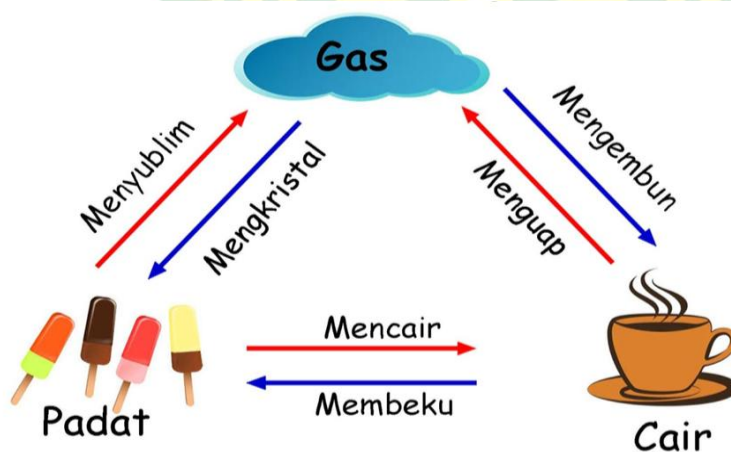 Gas
Menyublim
Mengkristal
Menguap
Mengembun
Mencair
Membeku
Padat
Cair